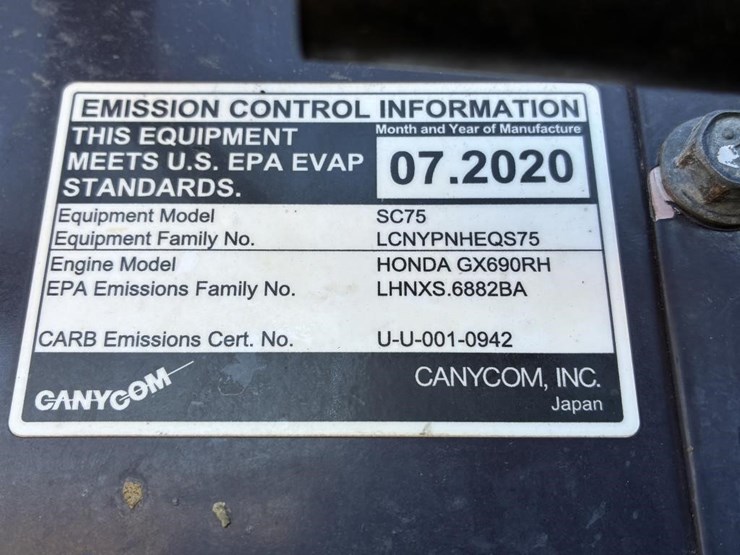 EMISSION CONTROL INFORMATION
THIS EQUIPMENT
MEETS U.S. EPA EVAP
STANDARDS.
Month and Year of Manufacture
07.2020
Equipment Model SC75
Equipment Family No. LCNYPNHEQS75
Engine Model HONDA GX690RH
EPA Emissions Family No. LHNXS.6882BA
CARB Emissions Cert. No. U-U-001-0942
CANYCOM
CANYCOM, INC.
Japan